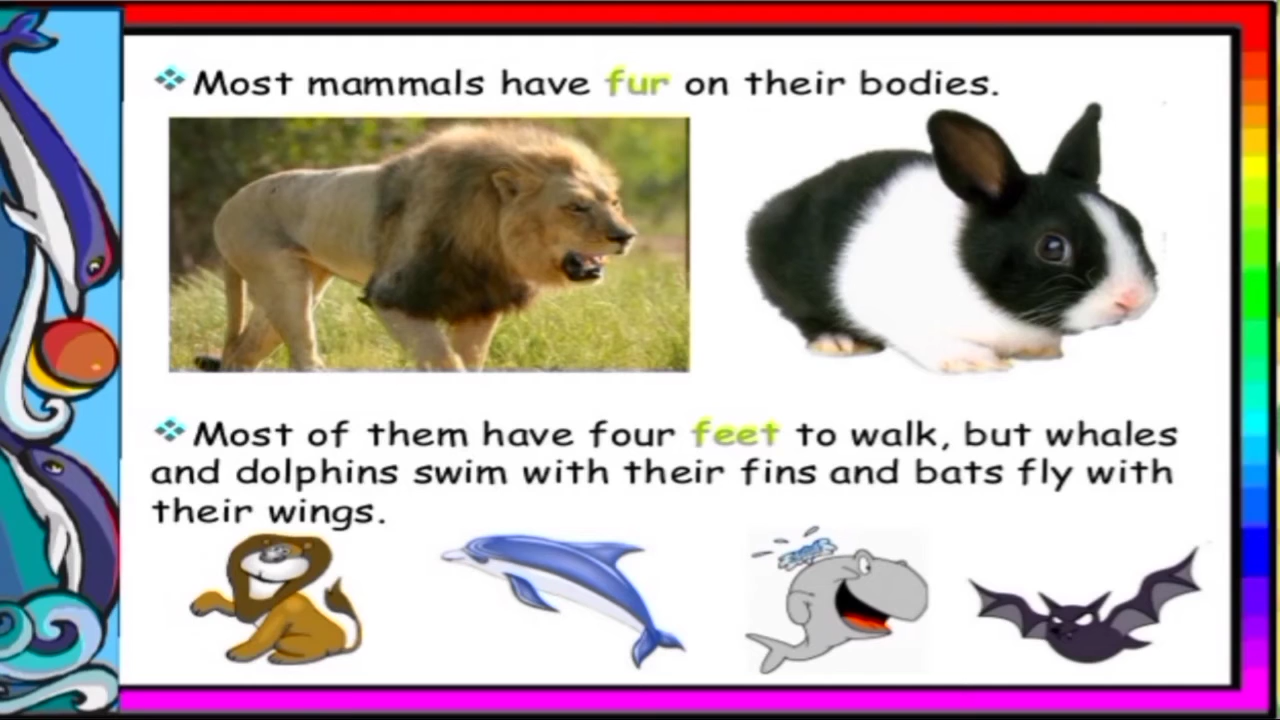 Most mammals have fur on their bodies.
Most of them have four feet to walk, but whales
and dolphins swim with their fins and bats fly with
their wings.